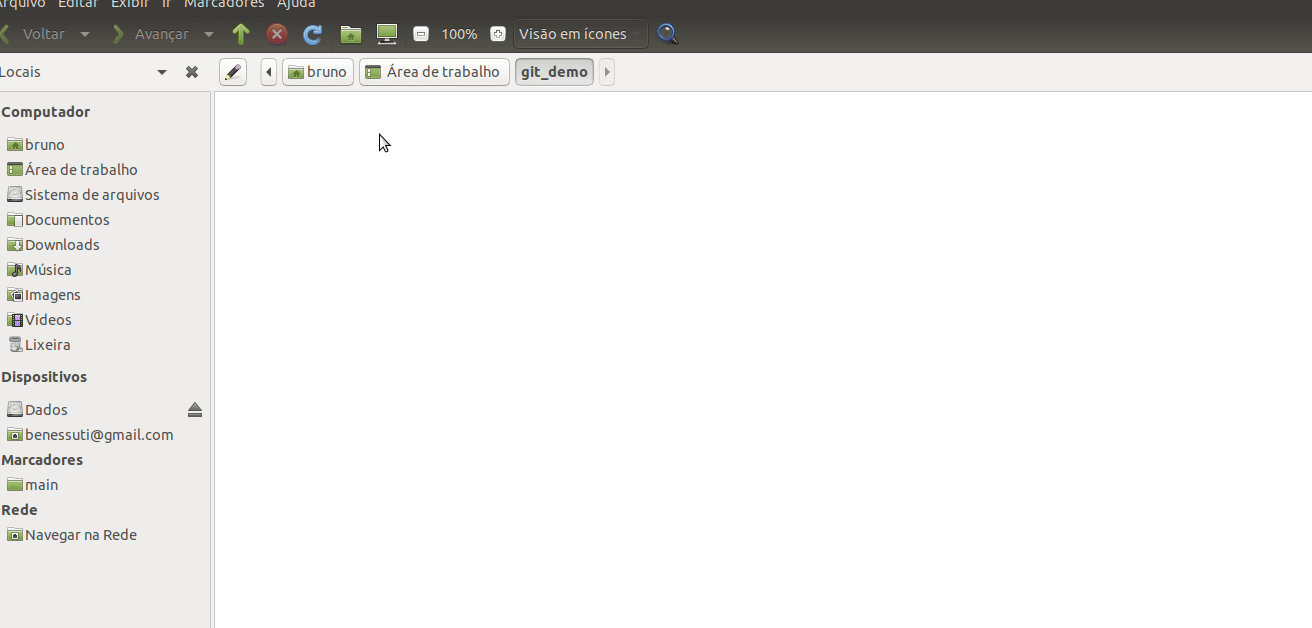 Arquivo Editar Exibir Ir Marcadores Ajuda
Voltar Avançar 100% Visão em ícones
Locais bruno Área de trabalho git_demo
Computador
bruno
Área de trabalho
Sistema de arquivos
Documentos
Downloads
Música
Imagens
Vídeos
Lixeira
Dispositivos
Dados
benessuti@gmail.com
Marcadores
main
Rede
Navegar na Rede